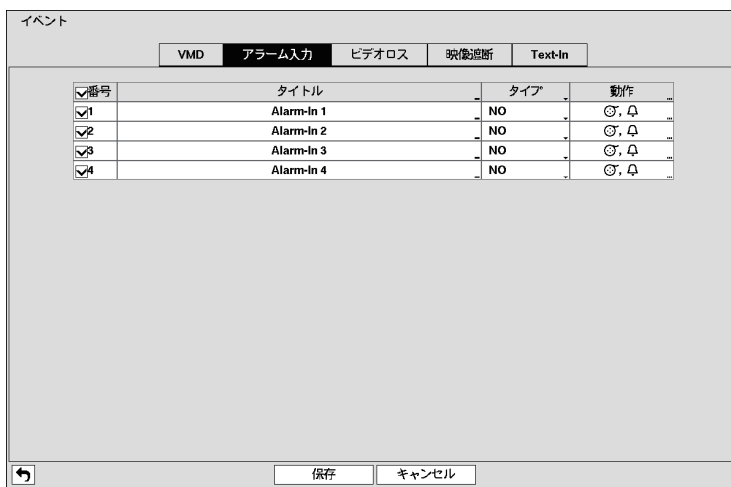 イベント
VMD アラーム入力 ビデオロス 映像遮断 Text-In
番号 タイトル タイプ 動作
1 Alarm-In 1 NO
2 Alarm-In 2 NO
3 Alarm-In 3 NO
4 Alarm-In 4 NO
保存 キャンセル